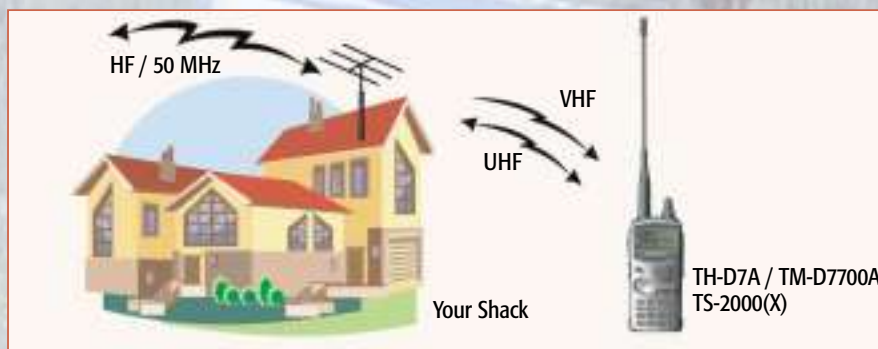 HF / 50 MHz
VHF
UHF
TH-D7A / TM-D7700A
TS-2000(X)
Your Shack